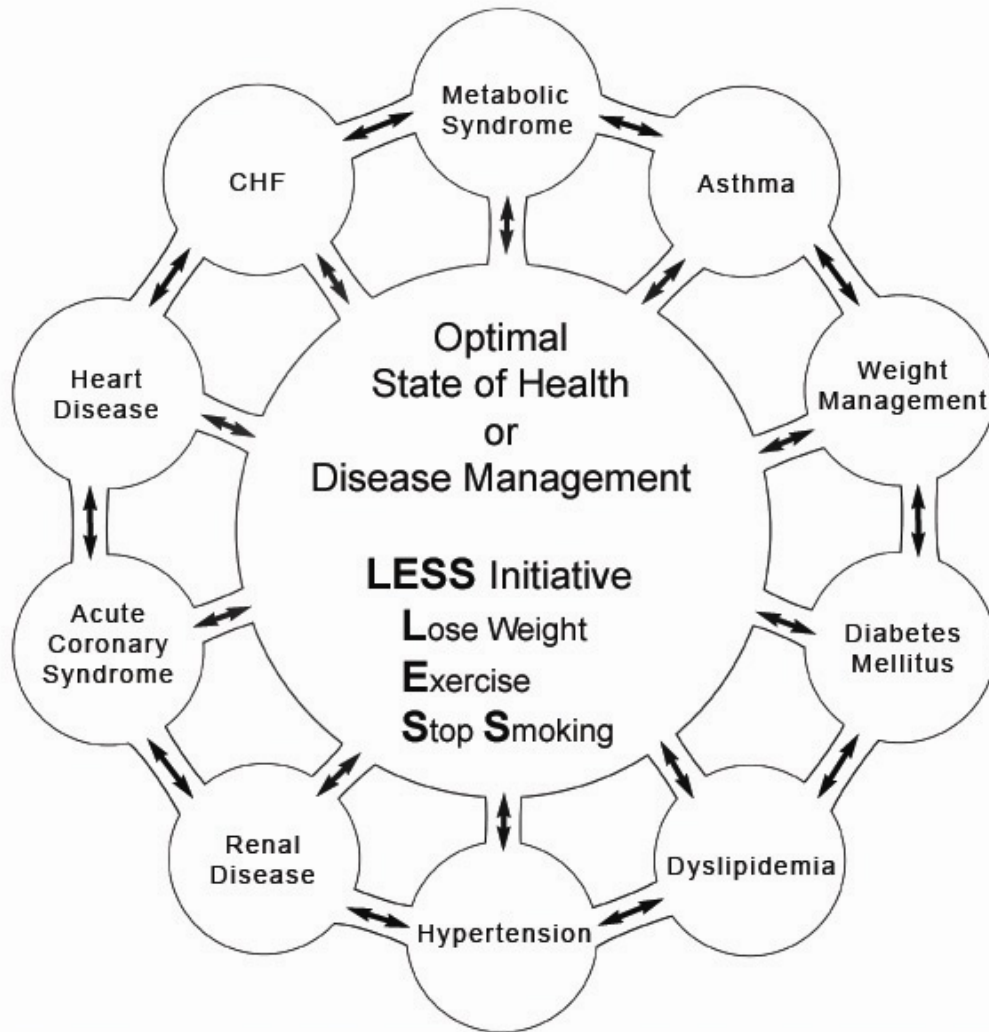 Metabolic
Syndrome
CHF
Asthma
Heart
Disease
Weight
Management
Optimal
State of Health
or
Disease Management
LESS Initiative
Lose Weight
Exercise
Stop Smoking
Acute
Coronary
Syndrome
Diabetes
Mellitus
Renal
Disease
Dyslipidemia
Hypertension